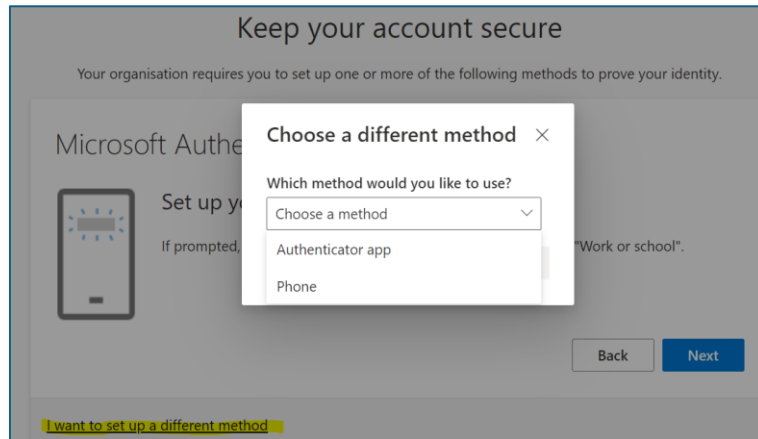 Keep your account secure
Your organisation requires you to set up one or more of the following methods to prove your identity.
Microsoft Authe
Choose a different method
Which method would you like to use?
Choose a method
Authenticator app
Phone
Set up y
If prompted, "Work or school".
Back
Next
I want to set up a different method